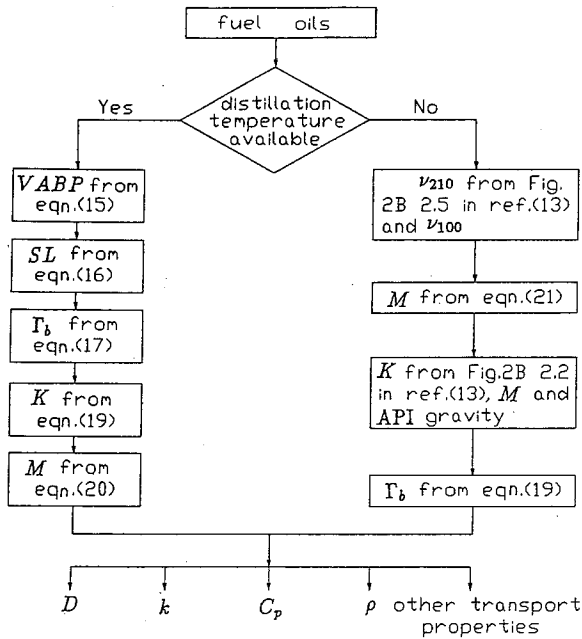 fuel oils
distillation
temperature
available
Yes
No
VABP from
eqn.(15)
SL from
eqn.(16)
Γb from
eqn.(17)
K from
eqn.(19)
M from
eqn.(20)
ν210 from Fig.
2B 2.5 in ref.(13)
and ν100
M from eqn.(21)
K from Fig.2B 2.2
in ref.(13), M and
API gravity
Γb from eqn.(19)
D
k
Cp
ρ
other transport
properties